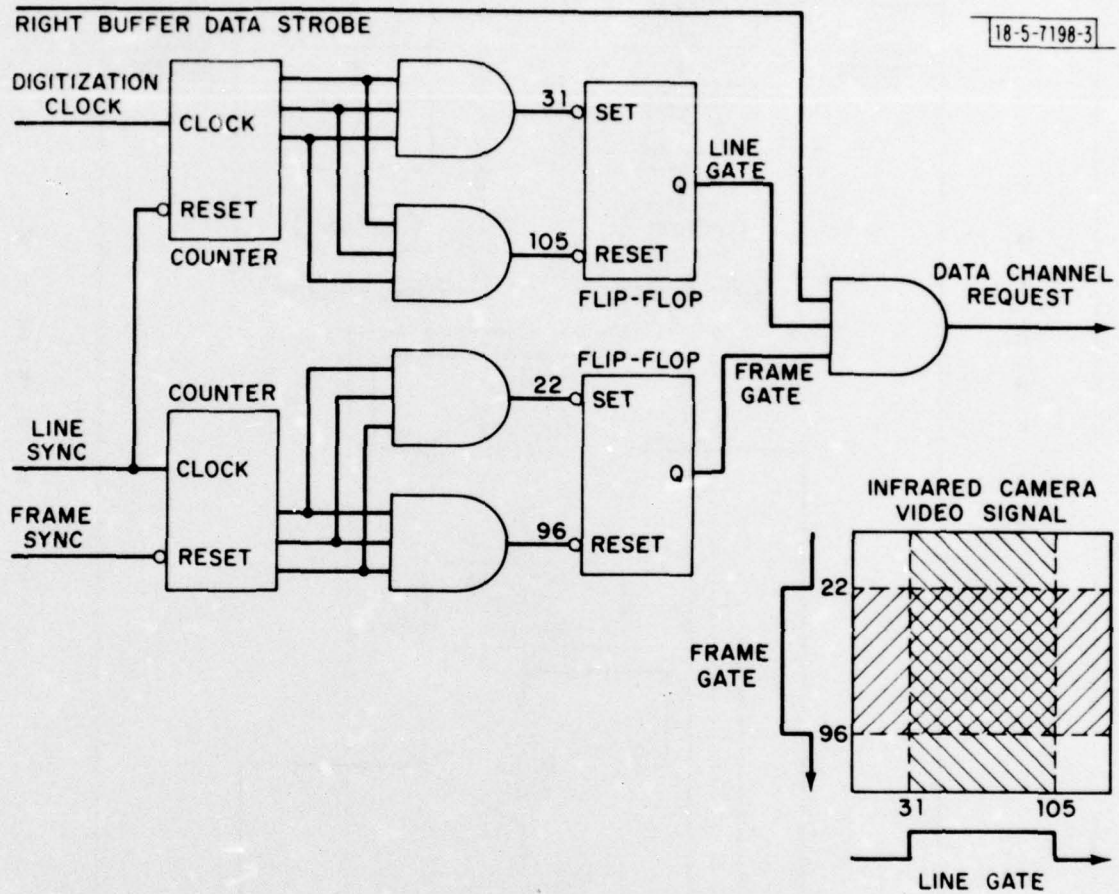 RIGHT BUFFER DATA STROBE
18-5-7198-3
DIGITIZATION
CLOCK
CLOCK
RESET
COUNTER
31
SET
LINE
GATE
Q
105
RESET
FLIP-FLOP
DATA CHANNEL
REQUEST
COUNTER
LINE
SYNC
CLOCK
FRAME
SYNC
RESET
FLIP-FLOP
22
SET
FRAME
GATE
Q
96
RESET
INFRARED CAMERA
VIDEO SIGNAL
22
FRAME
GATE
96
31
105
LINE GATE